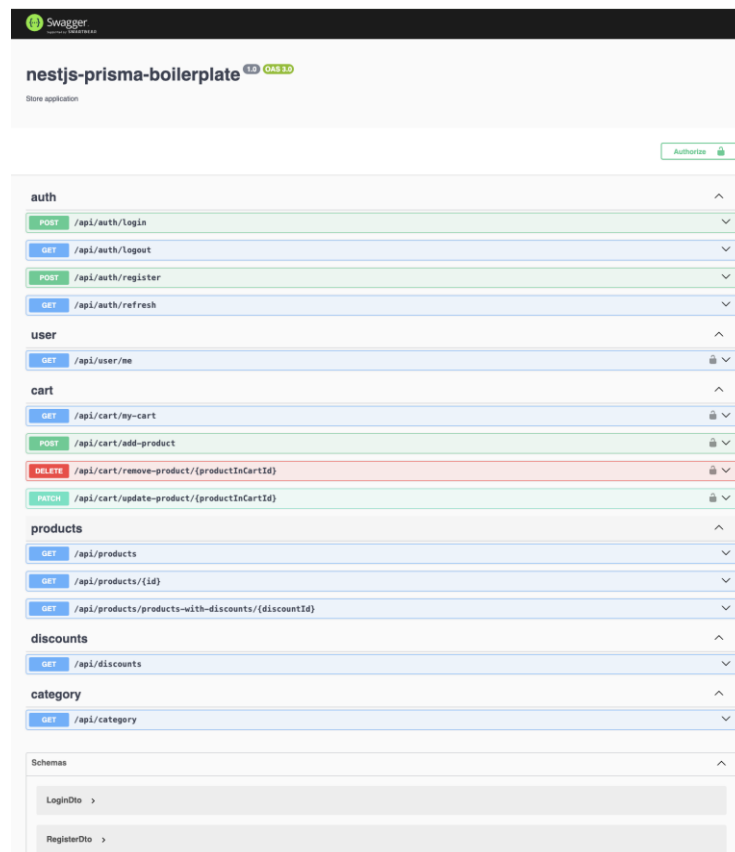 Swagger
Supported by SMARTBEAR
nestjs-prisma-boilerplate 1.0 OAS 3.0
Store application
Authorize
auth
POST /api/auth/login
GET /api/auth/logout
POST /api/auth/register
GET /api/auth/refresh
user
GET /api/user/me
cart
GET /api/cart/my-cart
POST /api/cart/add-product
DELETE /api/cart/remove-product/{productInCartId}
PATCH /api/cart/update-product/{productInCartId}
products
GET /api/products
GET /api/products/{id}
GET /api/products/products-with-discounts/{discountId}
discounts
GET /api/discounts
category
GET /api/category
Schemas
LoginDto
RegisterDto